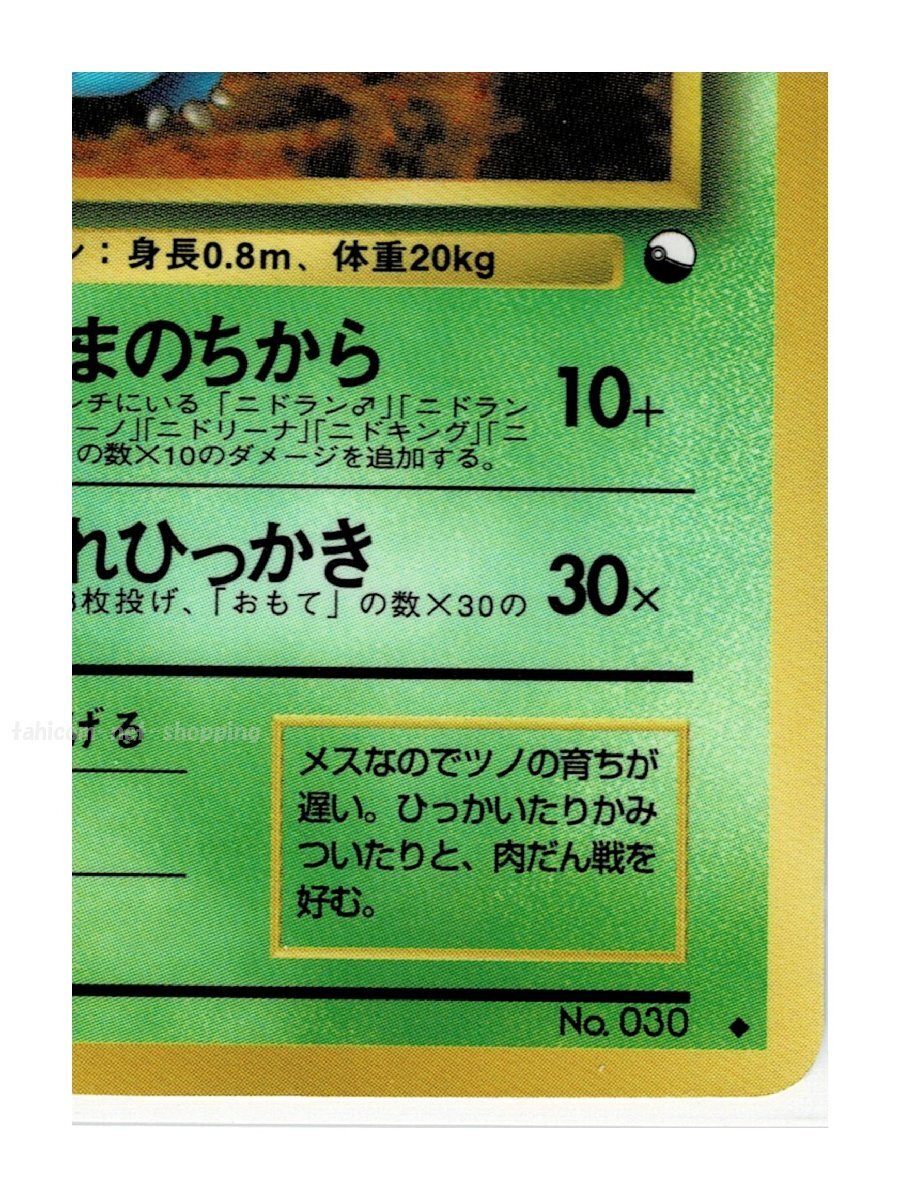 ン：身長0.8m、体重20kg
まのちから
10+
ンチにいる「ニドラン♂」「ニドラン
ーノ」「ニドリーナ」「ニドキング」「ニ
の数×10のダメージを追加する。
れひっかき
30×
3枚投げ、「おもて」の数×30の
げる
tahicom net shopping
メスなのでツノの育ちが
遅い。ひっかいたりかみ
ついたりと、肉だん戦を
好む。
No. 030